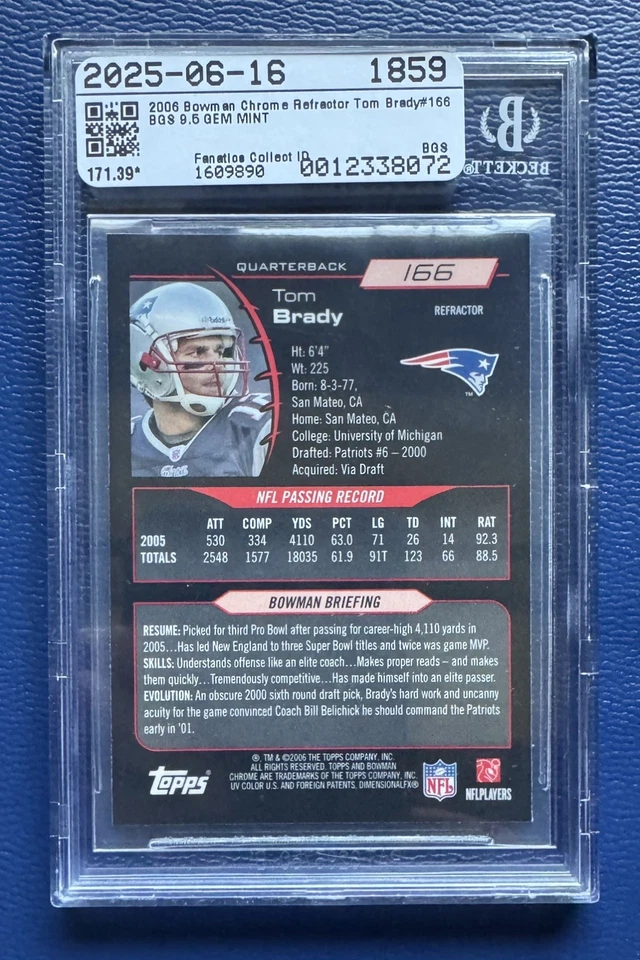 2025-06-16 1859
2006 Bowman Chrome Refractor Tom Brady#166
BGS 9.5 GEM MINT
BGS
Fanatics Collect ID
171.39* 1609890 0012338072
BECKETT®
QUARTERBACK 166
Tom
Brady
REFRACTOR
Ht: 6'4"
Wt: 225
Born: 8-3-77,
San Mateo, CA
Home: San Mateo, CA
College: University of Michigan
Drafted: Patriots #6 – 2000
Acquired: Via Draft
TM
NFL PASSING RECORD
ATT COMP YDS PCT LG TD INT RAT
2005 530 334 4110 63.0 71 26 14 92.3
TOTALS 2548 1577 18035 61.9 91T 123 66 88.5
BOWMAN BRIEFING
RESUME: Picked for third Pro Bowl after passing for career-high 4,110 yards in
2005...Has led New England to three Super Bowl titles and twice was game MVP.
SKILLS: Understands offense like an elite coach...Makes proper reads – and makes
them quickly...Tremendously competitive...Has made himself into an elite passer.
EVOLUTION: An obscure 2000 sixth round draft pick, Brady's hard work and uncanny
acuity for the game convinced Coach Bill Belichick he should command the Patriots
early in '01.
®, TM & ©2006 THE TOPPS COMPANY, INC.
ALL RIGHTS RESERVED. TOPPS AND BOWMAN
CHROME ARE TRADEMARKS OF THE TOPPS COMPANY, INC.
UV COLOR U.S. AND FOREIGN PATENTS, DIMENSIONALFX®
Topps®
NFL
NFLPLAYERS